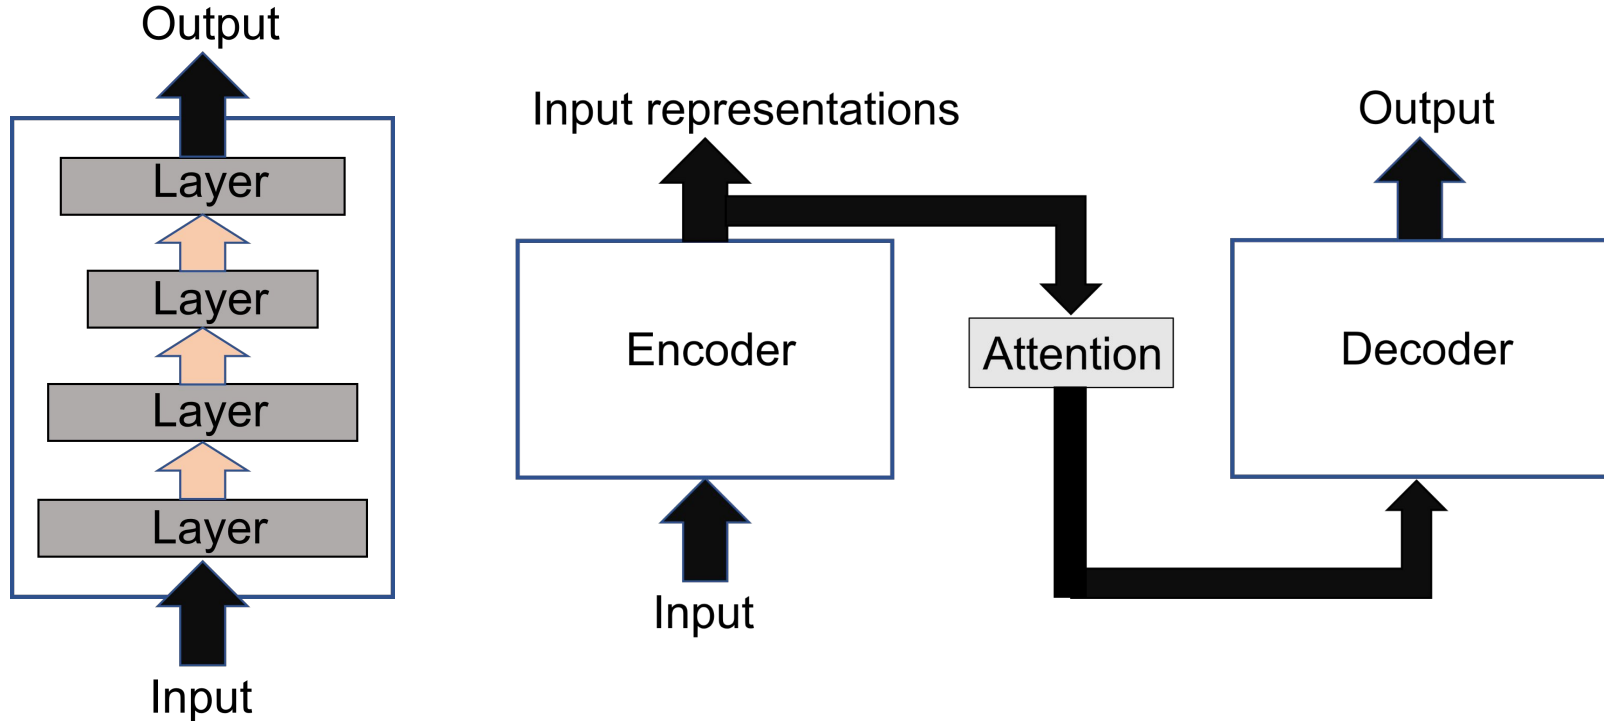 Output
Layer
Layer
Layer
Layer
Input
Input representations
Encoder
Input
Attention
Output
Decoder